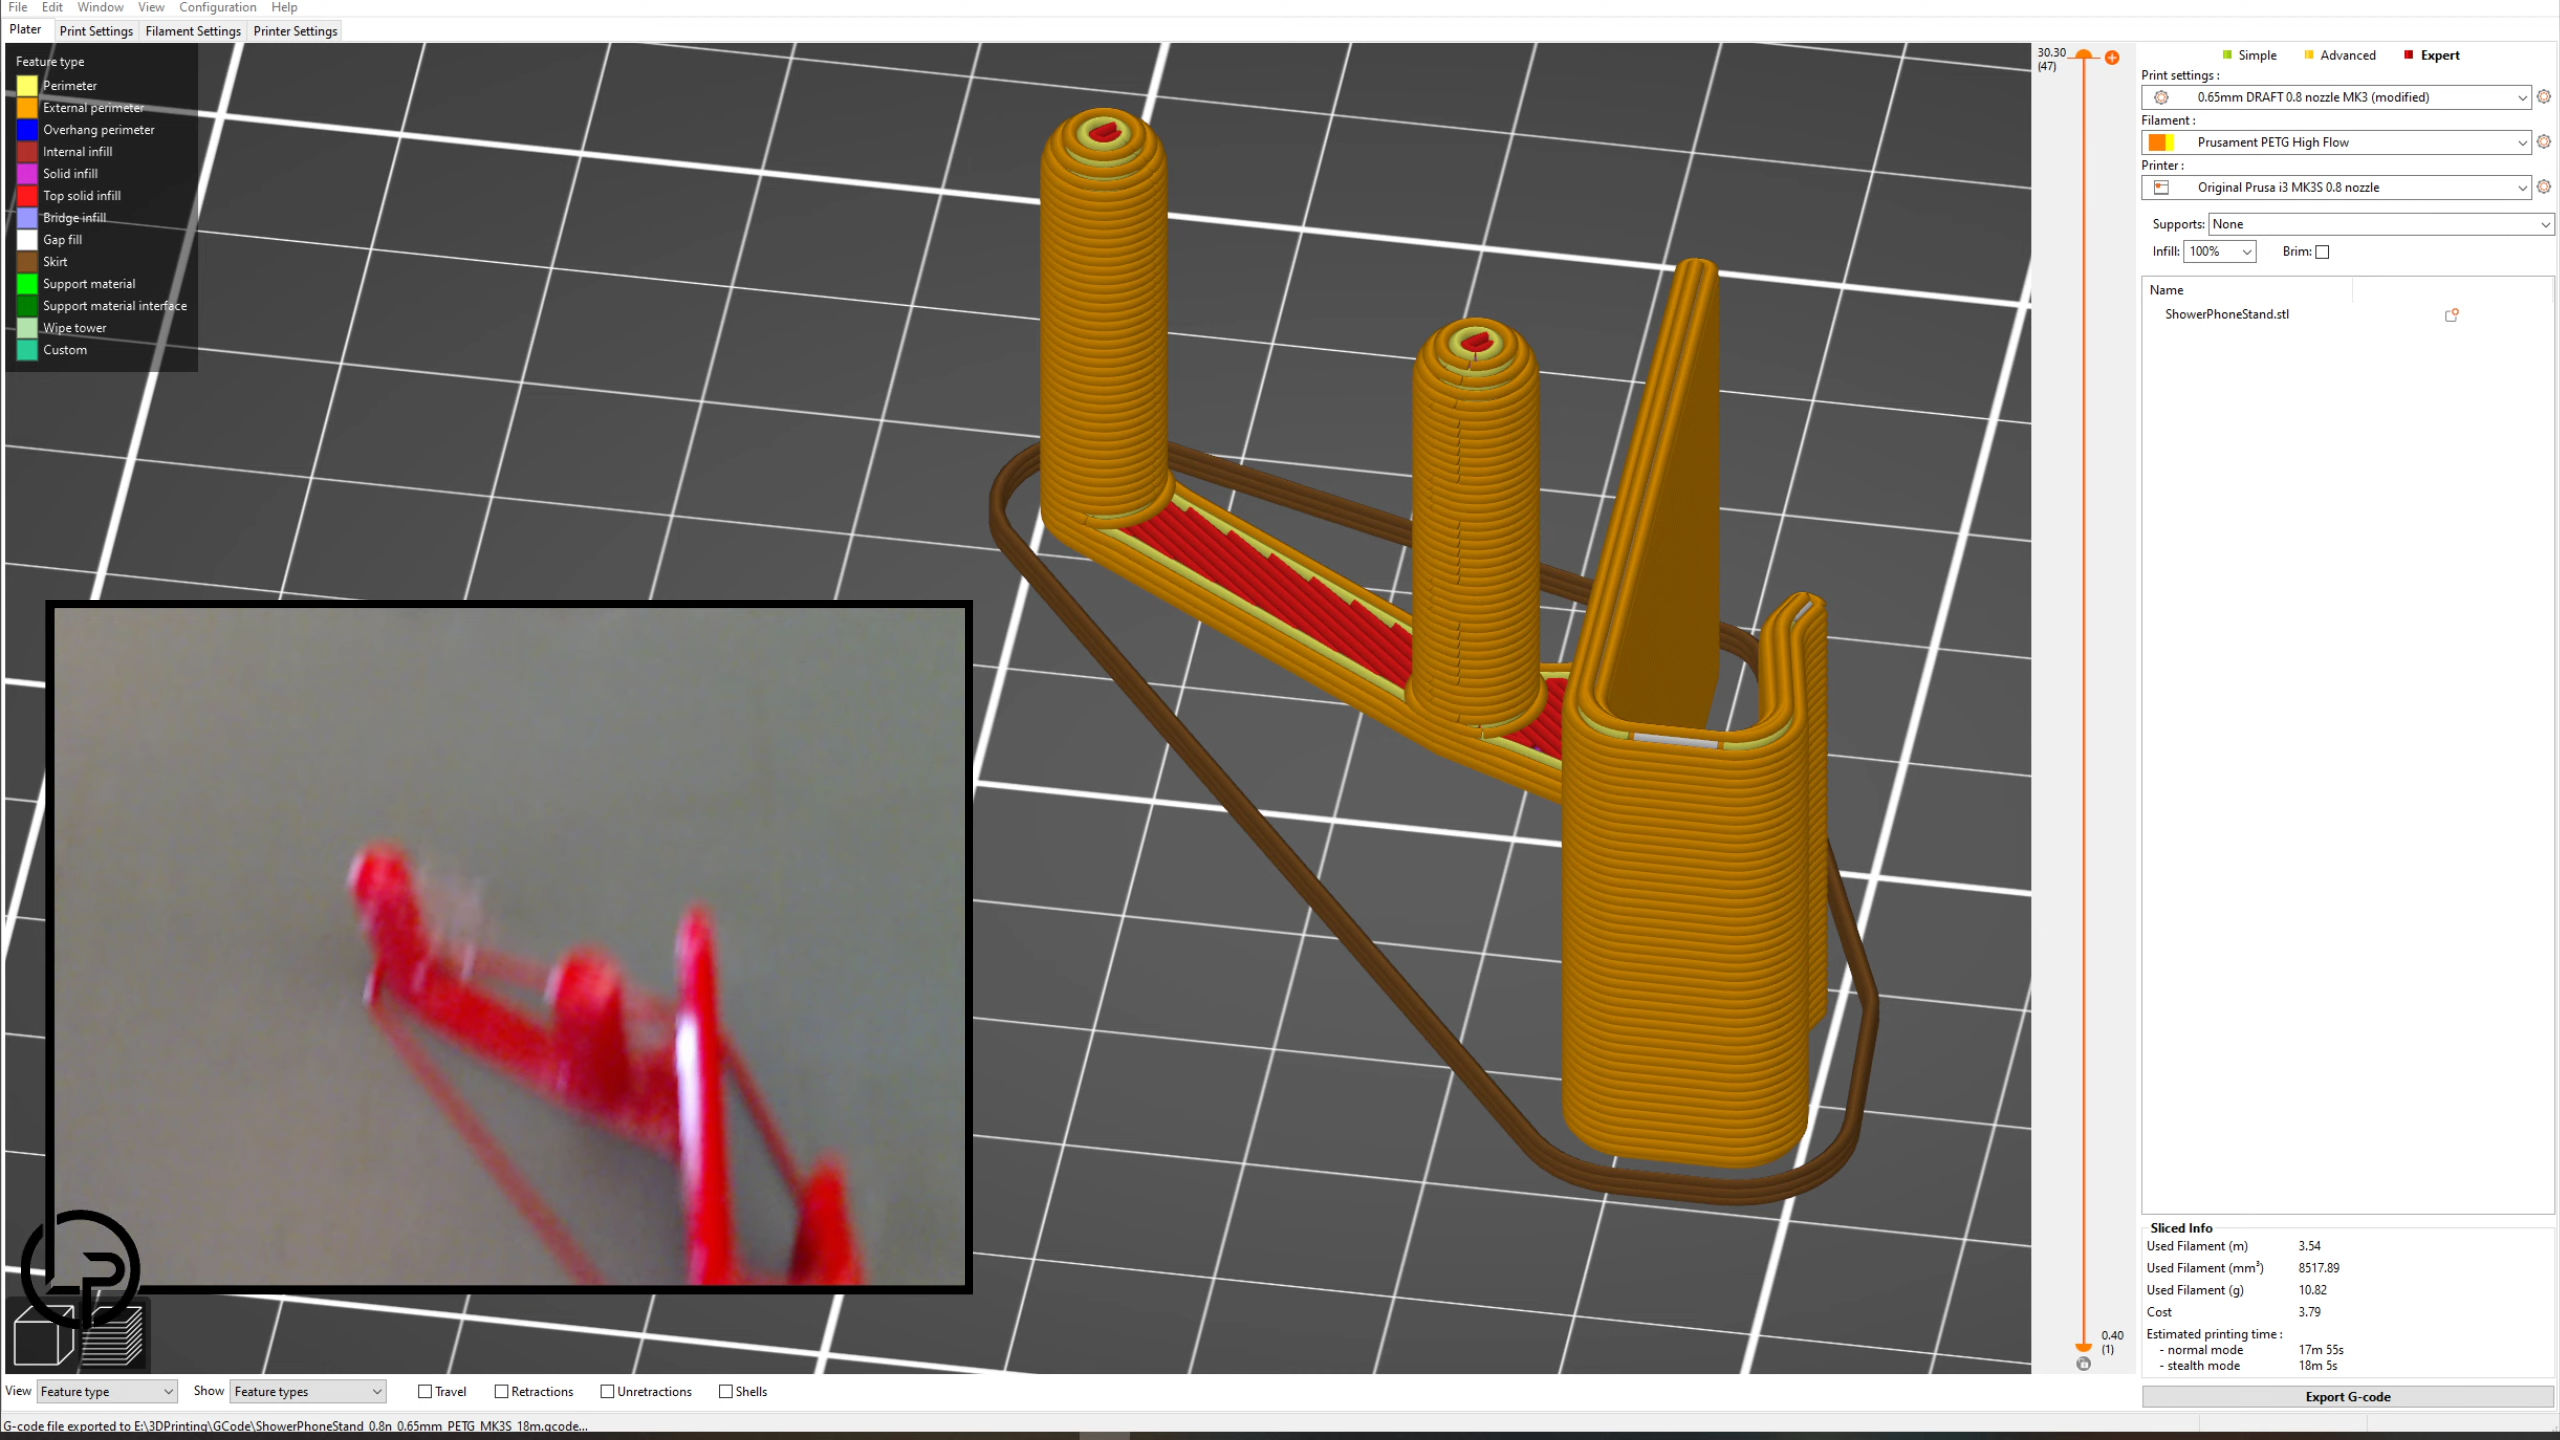 File Edit Window View Configuration Help
Plater Print Settings Filament Settings Printer Settings
Feature type
Perimeter
External perimeter
Overhang perimeter
Internal infill
Solid infill
Top solid infill
Bridge infill
Gap fill
Skirt
Support material
Support material interface
Wipe tower
Custom
30.30
(47)
0.40
(1)
Simple Advanced Expert
Print settings :
0.65mm DRAFT 0.8 nozzle MK3 (modified)
Filament :
Prusament PETG High Flow
Printer :
Original Prusa i3 MK3S 0.8 nozzle
Supports: None
Infill: 100% Brim:
Name
ShowerPhoneStand.stl
Sliced Info
Used Filament (m) 3.54
Used Filament (mm³) 8517.89
Used Filament (g) 10.82
Cost 3.79
Estimated printing time :
- normal mode 17m 55s
- stealth mode 18m 5s
Export G-code
View Feature type Show Feature types Travel Retractions Unretractions Shells
G-code file exported to E:\3DPrinting\GCode\ShowerPhoneStand_0.8n_0.65mm_PETG_MK3S_18m.gcode...